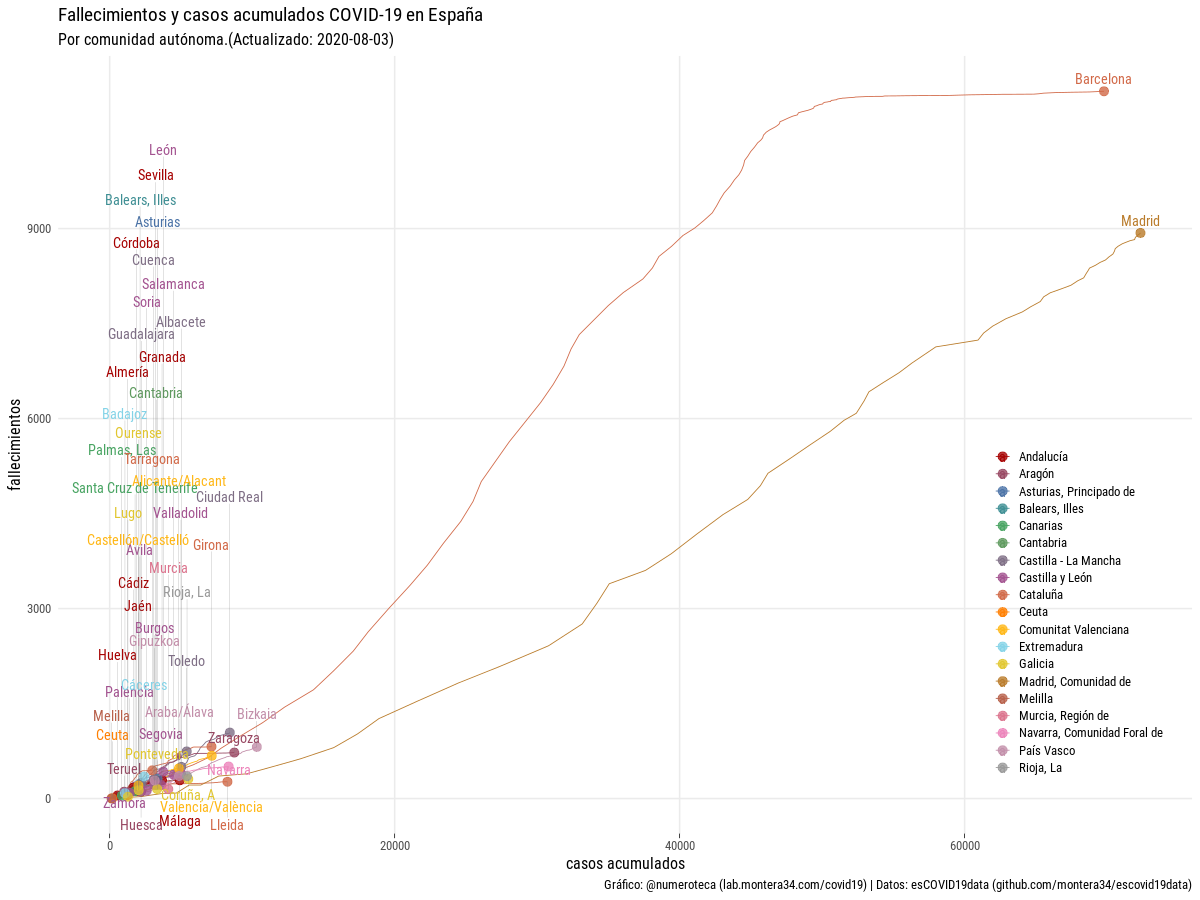 Fallecimientos y casos acumulados COVID-19 en España
Por comunidad autónoma.(Actualizado: 2020-08-03)
Barcelona
León
Sevilla
Balears, Illes
Asturias
Madrid
9000
Córdoba
Cuenca
Salamanca
Soria
Albacete
Guadalajara
Granada
Almería
Cantabria
Badajoz
6000
Ourense
Palmas, Las
Tarragona
Alicante/Alacant
Santa Cruz de Tenerife
Ciudad Real
Lugo
Valladolid
Castellón/Castelló
Girona
Ávila
Murcia
Cádiz
Rioja, La
Jaén
3000
Burgos
Gipuzkoa
Huelva
Toledo
Cáceres
Palencia
Araba/Álava
Bizkaia
Melilla
Ceuta
Segovia
Zaragoza
Pontevedra
Teruel
Navarra
0
Coruña, A
Zamora
Valencia/València
Málaga
Huesca
Lleida
fallecimientos
Andalucía
Aragón
Asturias, Principado de
Balears, Illes
Canarias
Cantabria
Castilla - La Mancha
Castilla y León
Cataluña
Ceuta
Comunitat Valenciana
Extremadura
Galicia
Madrid, Comunidad de
Melilla
Murcia, Región de
Navarra, Comunidad Foral de
País Vasco
Rioja, La
0 20000 40000 60000
casos acumulados
Gráfico: @numeroteca (lab.montera34.com/covid19) | Datos: esCOVID19data (github.com/montera34/escovid19data)